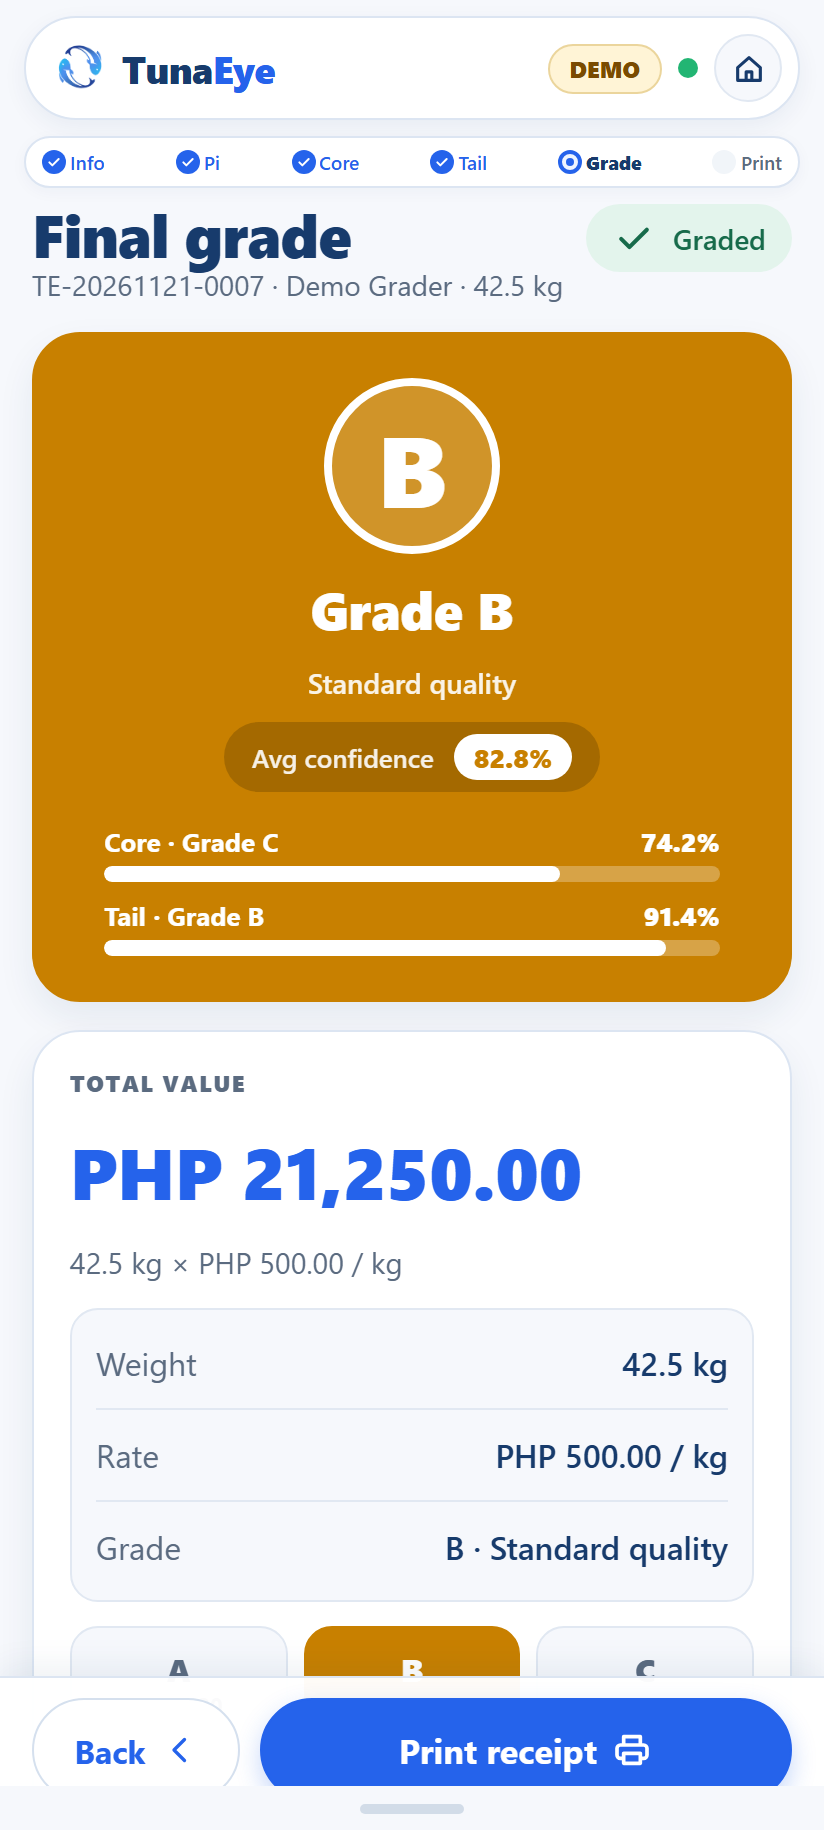 TunaEye
DEMO
Info
Pi
Core
Tail
Grade
Print
Final grade
Graded
TE-20261121-0007 · Demo Grader · 42.5 kg
B
Grade B
Standard quality
Avg confidence 82.8%
Core · Grade C 74.2%
Tail · Grade B 91.4%
TOTAL VALUE
PHP 21,250.00
42.5 kg × PHP 500.00 / kg
Weight 42.5 kg
Rate PHP 500.00 / kg
Grade B · Standard quality
A B C
Back
Print receipt